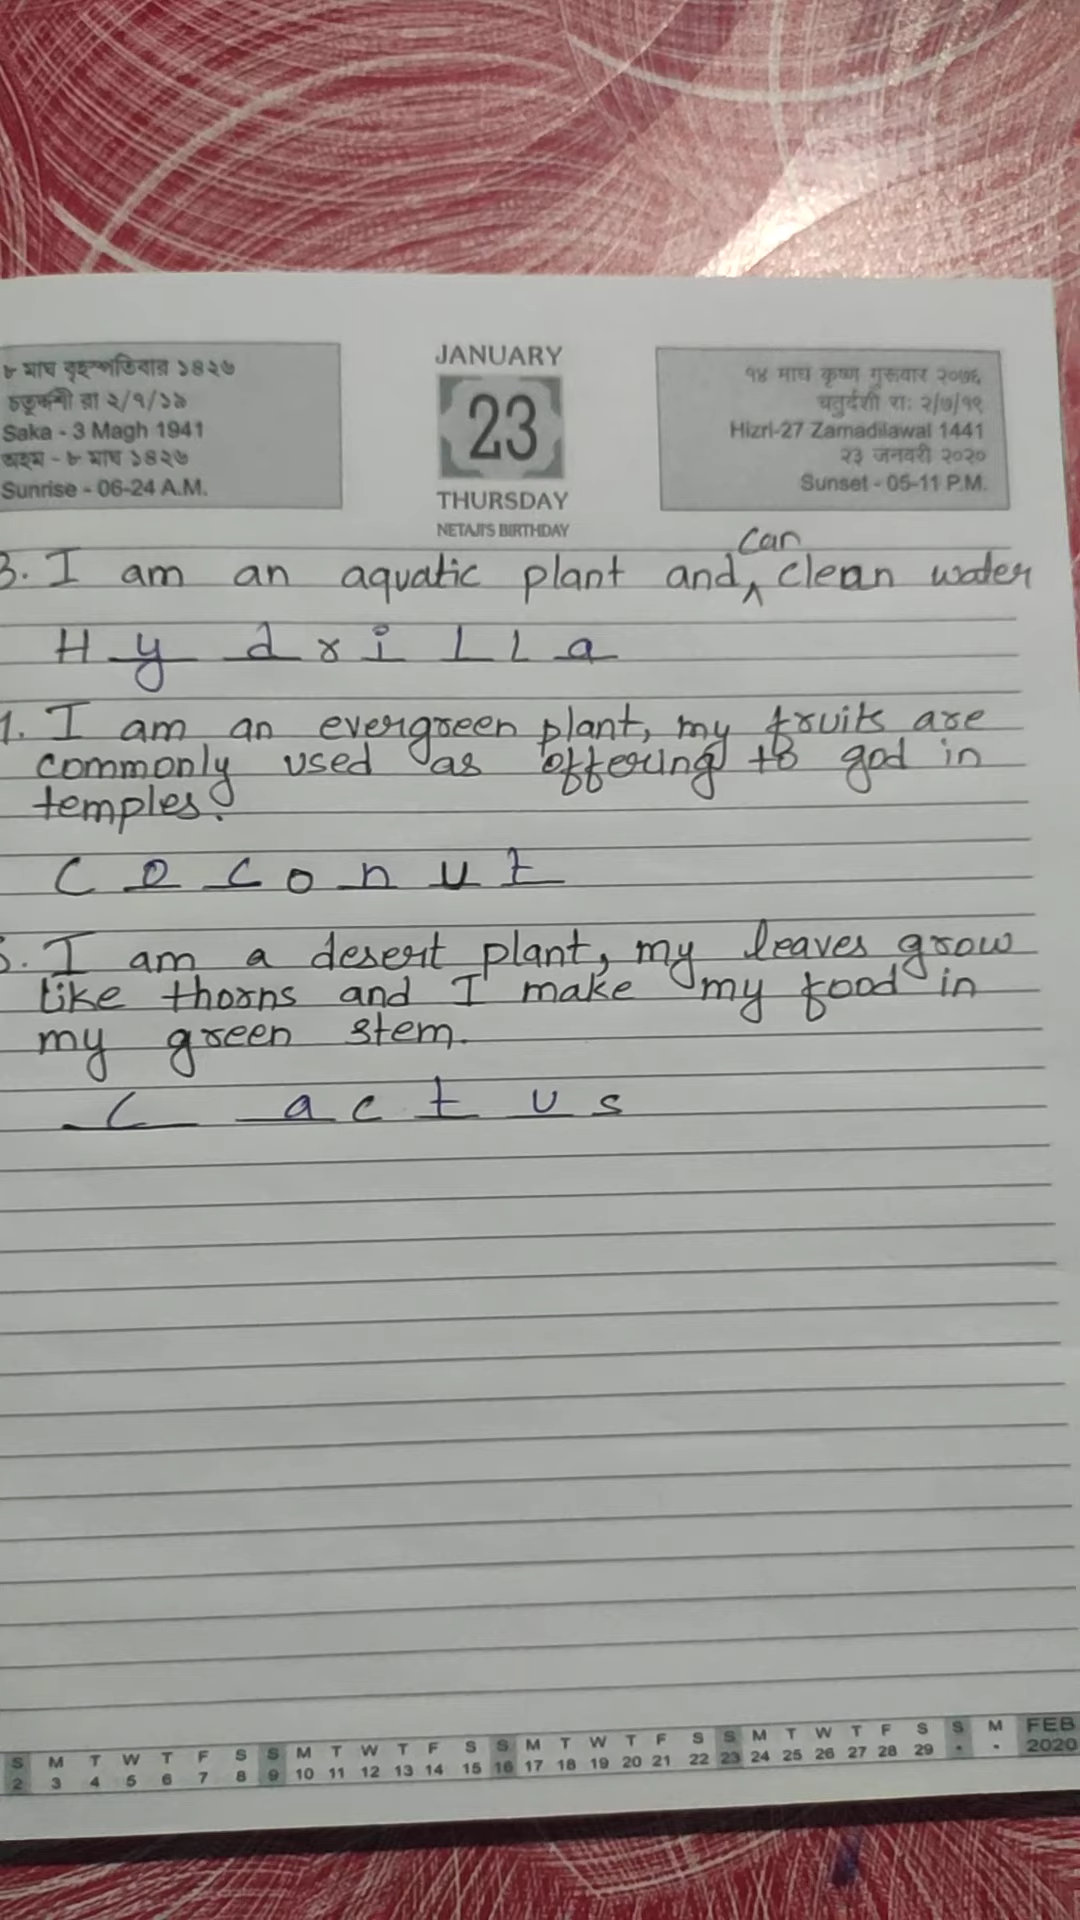 ৮ মাঘ বৃহস্পতিবার ১৪২৬
চতুর্দশী রা ২/৭/১৯
Saka - 3 Magh 1941
অহম - ৮ মাঘ ১৪২৬
Sunrise - 06-24 A.M.
JANUARY
23
THURSDAY
NETAJI'S BIRTHDAY
१४ माघ कृष्ण गुरूवार २०७६
चतुर्दशी रा: २/७/१९
Hizri-27 Zamadilawal 1441
२३ जनवरी २०२०
Sunset - 05-11 P.M.
can
3. I am an aquatic plant and ^ clean water
H y d r i l l a
I am an evergreen plant, my fruits are
commonly used as offering to god in
temples.
C o c o n u t
I am a desert plant, my leaves grow
like thorns and I make my food in
my green stem.
C a c t u s
S M T W T F S S M T W T F S S M T W T F S S M T W T F S S M FEB
2 3 4 5 6 7 8 9 10 11 12 13 14 15 16 17 18 19 20 21 22 23 24 25 26 27 28 29 • • 2020